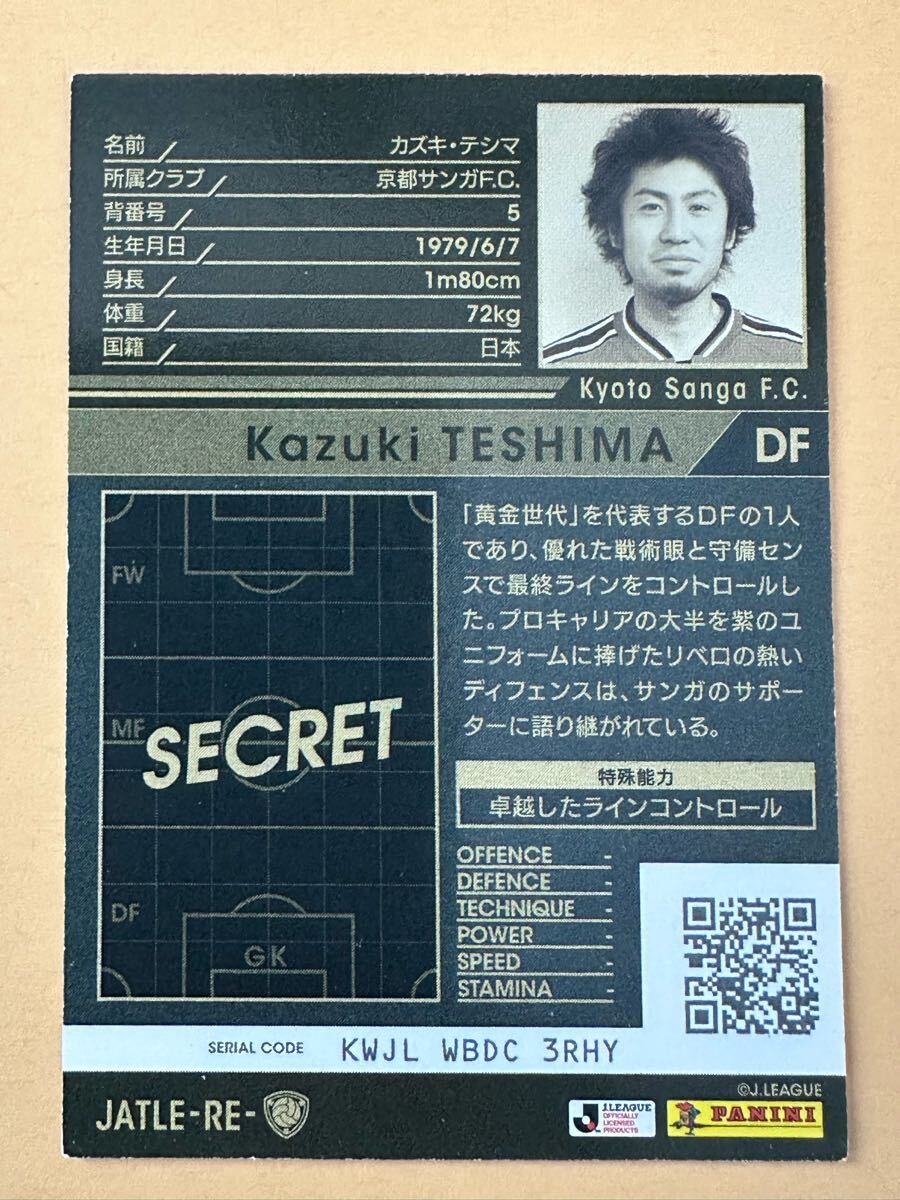 名前 カズキ・テシマ
所属クラブ 京都サンガF.C.
背番号 5
生年月日 1979/6/7
身長 1m80cm
体重 72kg
国籍 日本
Kyoto Sanga F.C.
Kazuki TESHIMA DF
FW
MF
SECRET
DF
GK
「黄金世代」を代表するDFの1人
であり、優れた戦術眼と守備セン
スで最終ラインをコントロールし
た。プロキャリアの大半を紫のユ
ニフォームに捧げたリベロの熱い
ディフェンスは、サンガのサポー
ターに語り継がれている。
特殊能力
卓越したラインコントロール
OFFENCE -
DEFENCE -
TECHNIQUE -
POWER -
SPEED -
STAMINA -
SERIAL CODE KWJL WBDC 3RHY
©J.LEAGUE
JATLE-RE-
J.LEAGUE
OFFICIALLY
LICENSED
PRODUCTS
PANINI